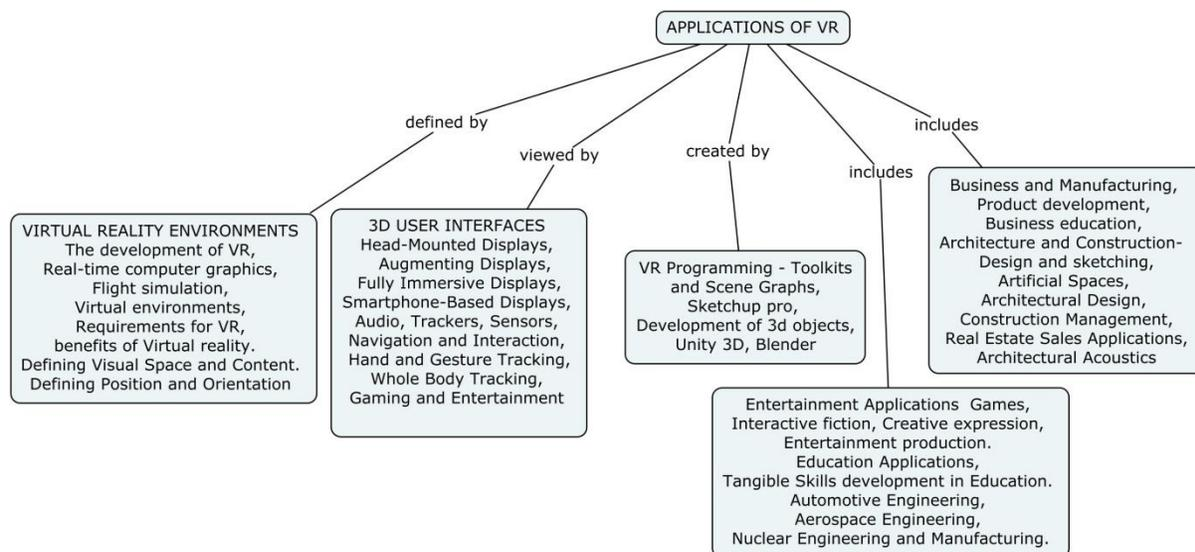 APPLICATIONS OF VR
defined by
viewed by
created by
includes
includes
VIRTUAL REALITY ENVIRONMENTS
The development of VR,
Real-time computer graphics,
Flight simulation,
Virtual environments,
Requirements for VR,
benefits of Virtual reality.
Defining Visual Space and Content.
Defining Position and Orientation
3D USER INTERFACES
Head-Mounted Displays,
Augmenting Displays,
Fully Immersive Displays,
Smartphone-Based Displays,
Audio, Trackers, Sensors,
Navigation and Interaction,
Hand and Gesture Tracking,
Whole Body Tracking,
Gaming and Entertainment
VR Programming - Toolkits
and Scene Graphs,
Sketchup pro,
Development of 3d objects,
Unity 3D, Blender
Entertainment Applications  Games,
Interactive fiction, Creative expression,
Entertainment production.
Education Applications,
Tangible Skills development in Education.
Automotive Engineering,
Aerospace Engineering,
Nuclear Engineering and Manufacturing.
Business and Manufacturing,
Product development,
Business education,
Architecture and Construction-
Design and sketching,
Artificial Spaces,
Architectural Design,
Construction Management,
Real Estate Sales Applications,
Architectural Acoustics